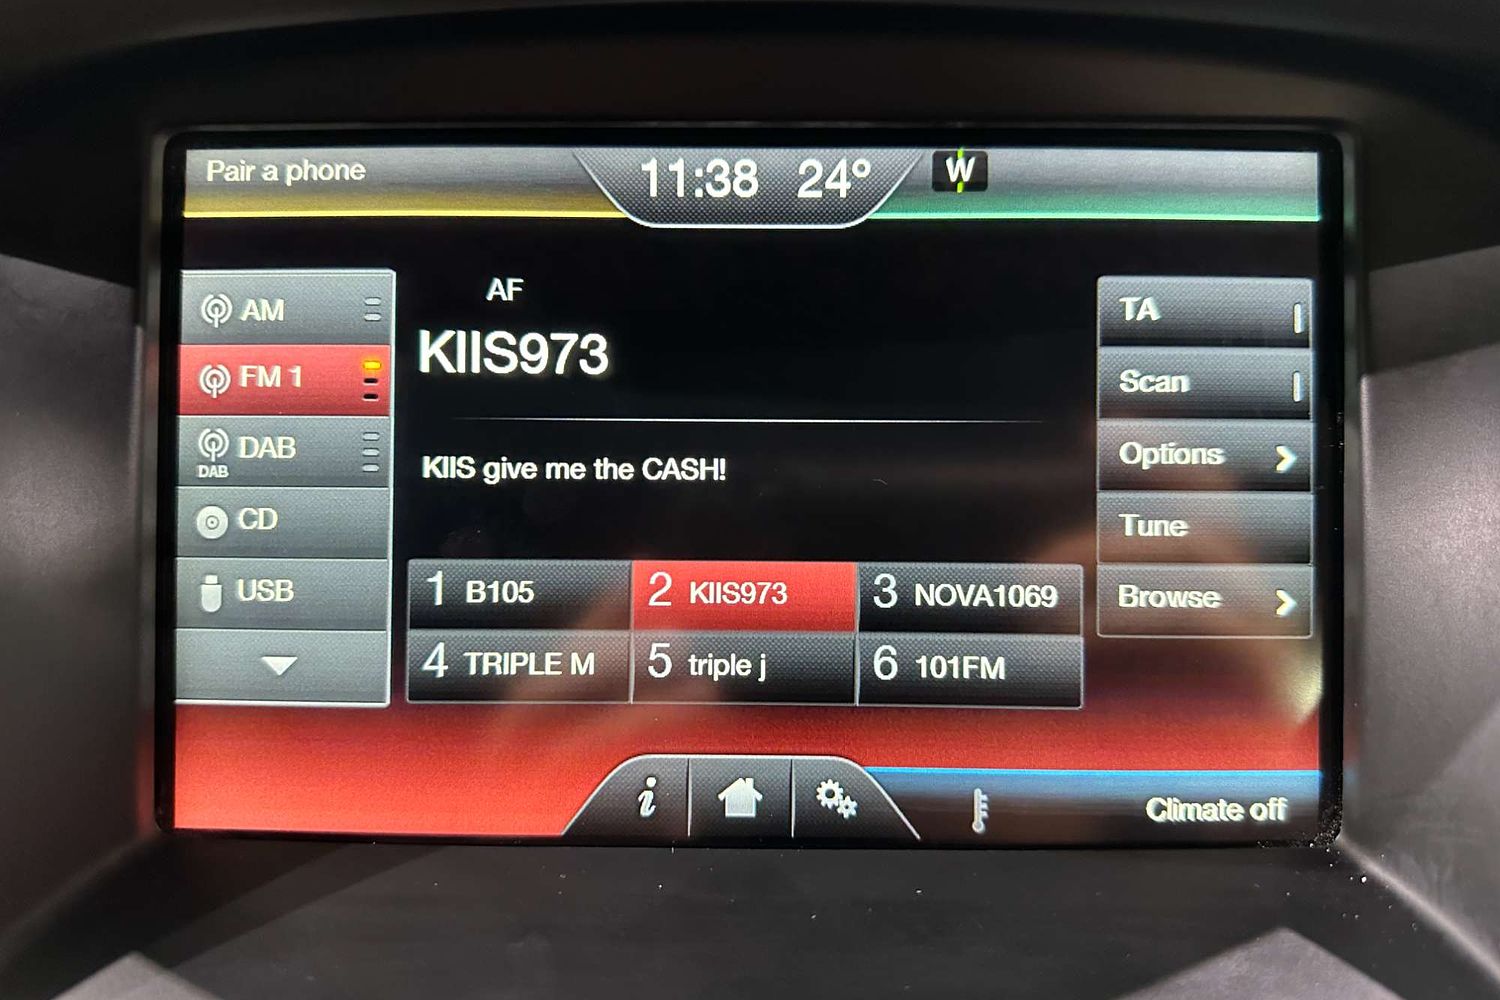 Pair a phone
11:38 24° W
AM
FM 1
DAB
DAB
CD
USB
AF
KIIS973
KIIS give me the CASH!
1 B105
2 KIIS973
3 NOVA1069
4 TRIPLE M
5 triple j
6 101FM
TA
Scan
Options
Tune
Browse
i
Climate off